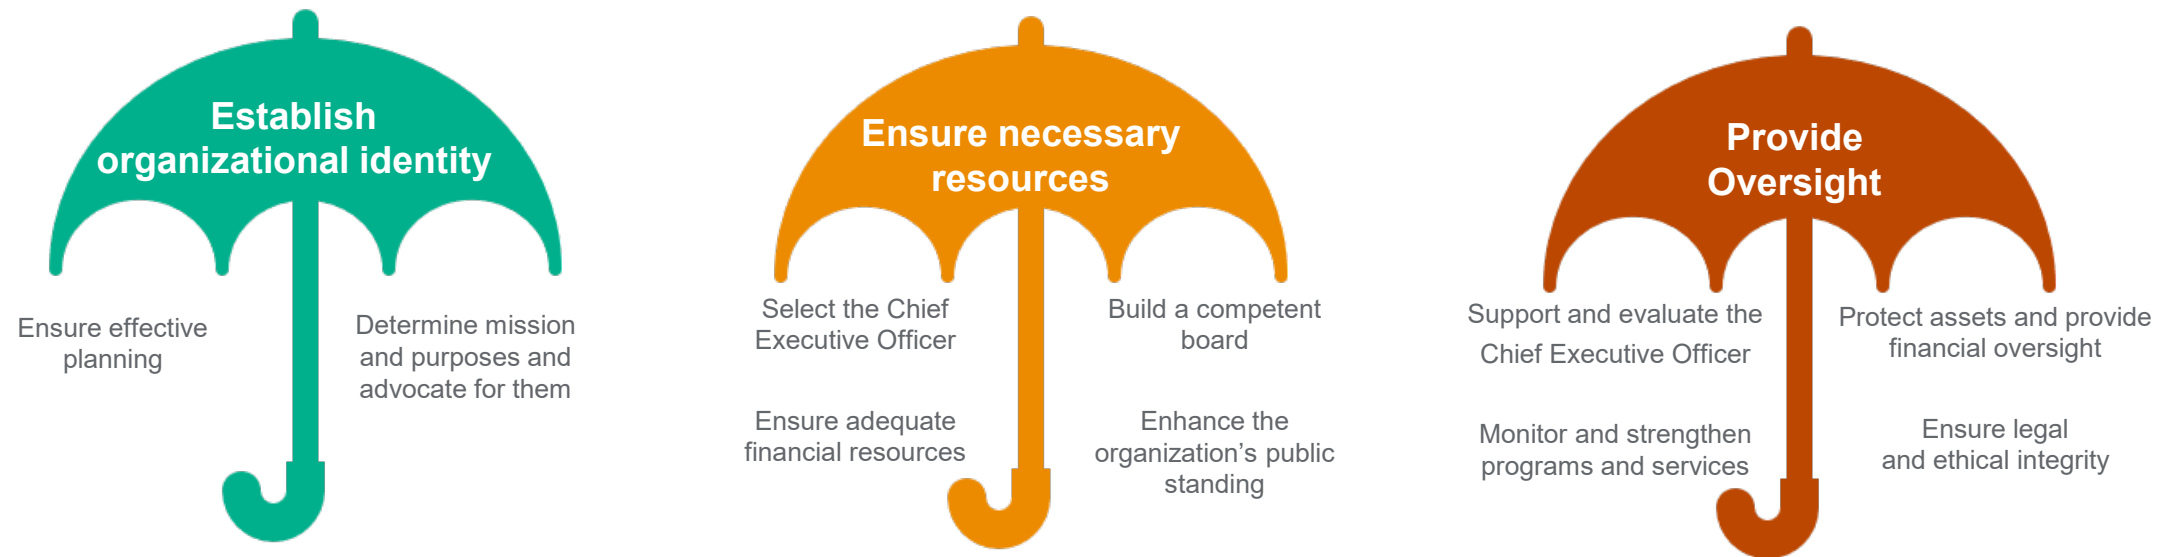 Establish
organizational identity
Ensure effective
planning
Determine mission
and purposes and
advocate for them
Ensure necessary
resources
Select the Chief
Executive Officer
Build a competent
board
Ensure adequate
financial resources
Enhance the
organization’s public
standing
Provide
Oversight
Support and evaluate the
Chief Executive Officer
Protect assets and provide
financial oversight
Monitor and strengthen
programs and services
Ensure legal
and ethical integrity